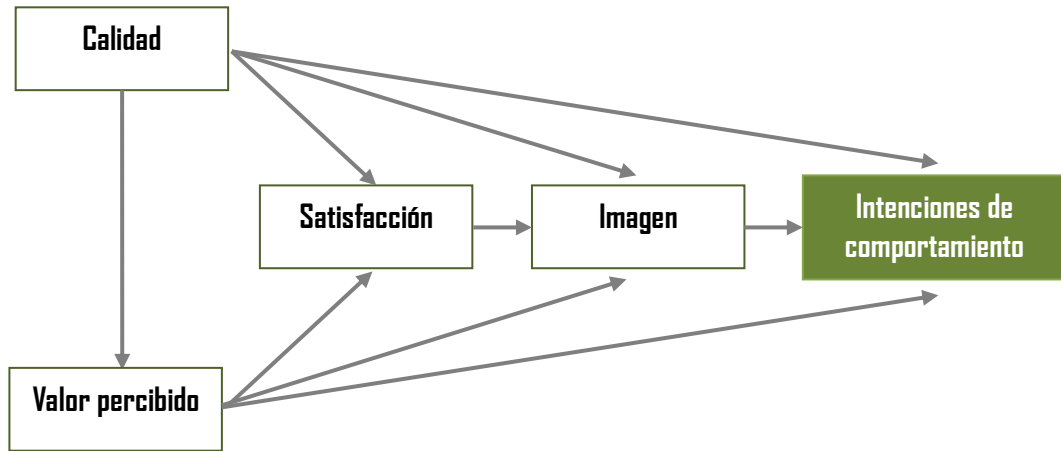 Calidad
Satisfacción
Imagen
Intenciones de
comportamiento
Valor percibido